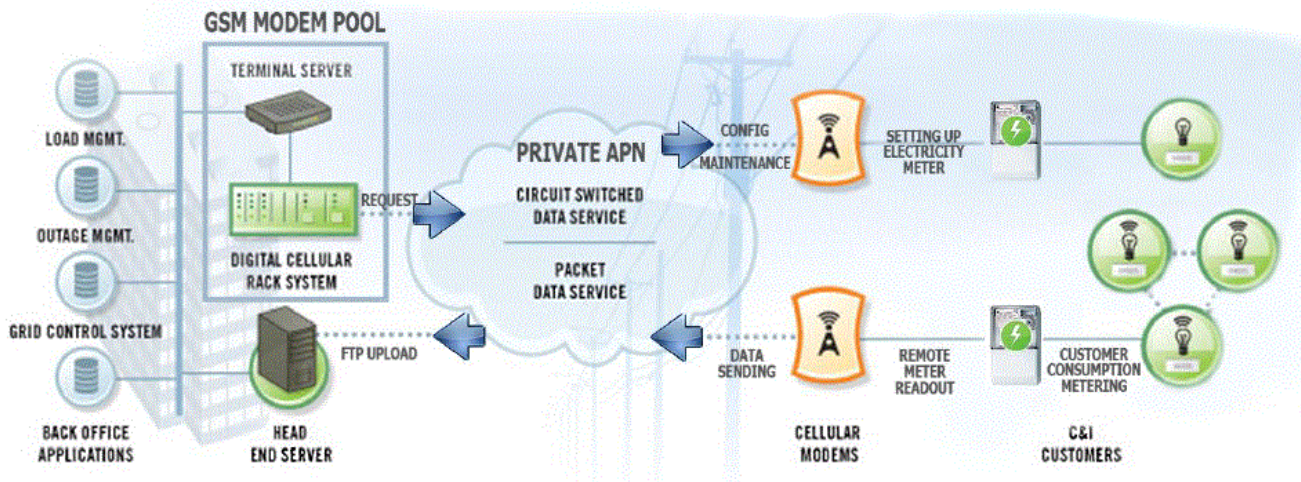 GSM MODEM POOL
TERMINAL SERVER
LOAD MGMT.
OUTAGE MGMT.
GRID CONTROL SYSTEM
BACK OFFICE
APPLICATIONS
DIGITAL CELLULAR
RACK SYSTEM
HEAD
END SERVER
REQUEST
FTP UPLOAD
PRIVATE APN
CIRCUIT SWITCHED
DATA SERVICE
PACKET
DATA SERVICE
CONFIG
MAINTENANCE
DATA
SENDING
CELLULAR
MODEMS
SETTING UP
ELECTRICITY
METER
REMOTE
METER
READOUT
CUSTOMER
CONSUMPTION
METERING
C&I
CUSTOMERS